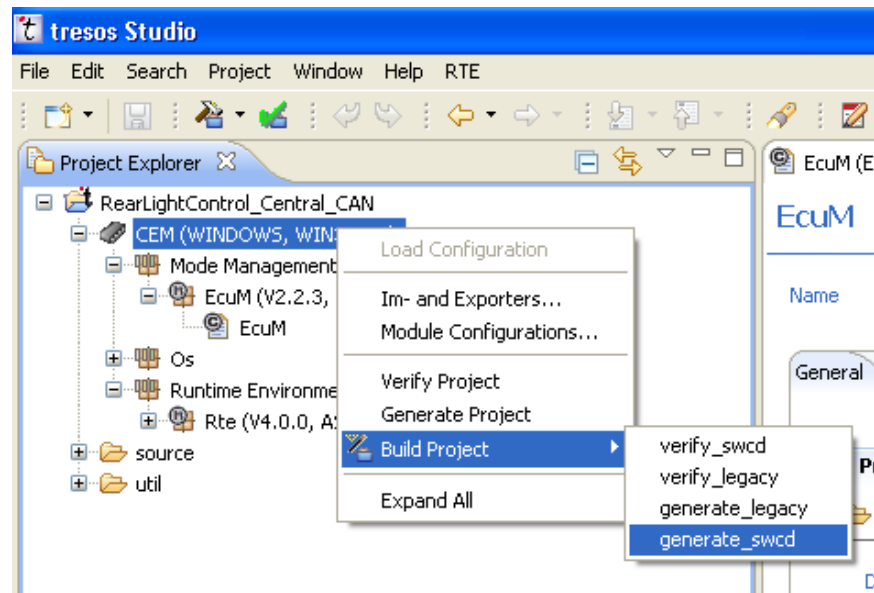 tresos Studio
File Edit Search Project Window Help RTE
Project Explorer
EcuM (E
RearLightControl_Central_CAN
EcuM
CEM (WINDOWS, WIN
Load Configuration
Mode Management
EcuM (V2.2.3,
Im- and Exporters...
Name
EcuM
Module Configurations...
Os
General
Runtime Environme
Verify Project
Rte (V4.0.0, A
Generate Project
source
Build Project
verify_swcd
util
verify_legacy
Expand All
generate_legacy
generate_swcd